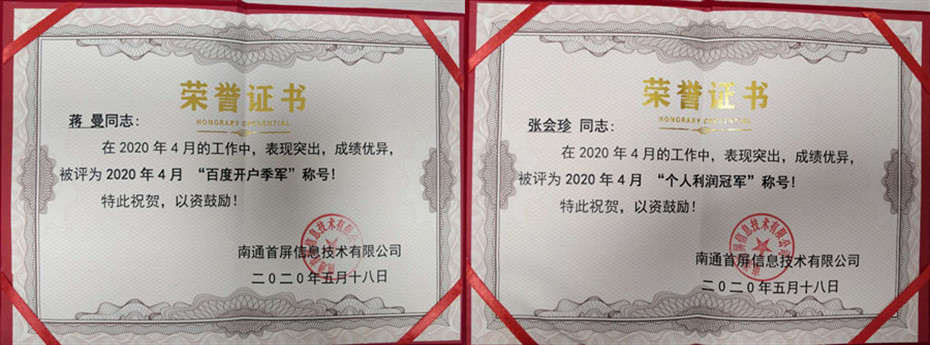 荣誉证书
HONGRARY CREDENTIAL
蒋 曼同志：
在 2020 年 4 月的工作中，表现突出，成绩优异，
被评为 2020 年 4 月 “百度开户季军”称号！
特此祝贺，以资鼓励！
南通首屏信息技术有限公司
二〇二〇年五月十八日
荣誉证书
HONGRARY CREDENTIAL
张会珍 同志：
在 2020 年 4 月的工作中，表现突出，成绩优异，
被评为 2020 年 4 月 “个人利润冠军”称号！
特此祝贺，以资鼓励！
南通首屏信息技术有限公司
二〇二〇年五月十八日